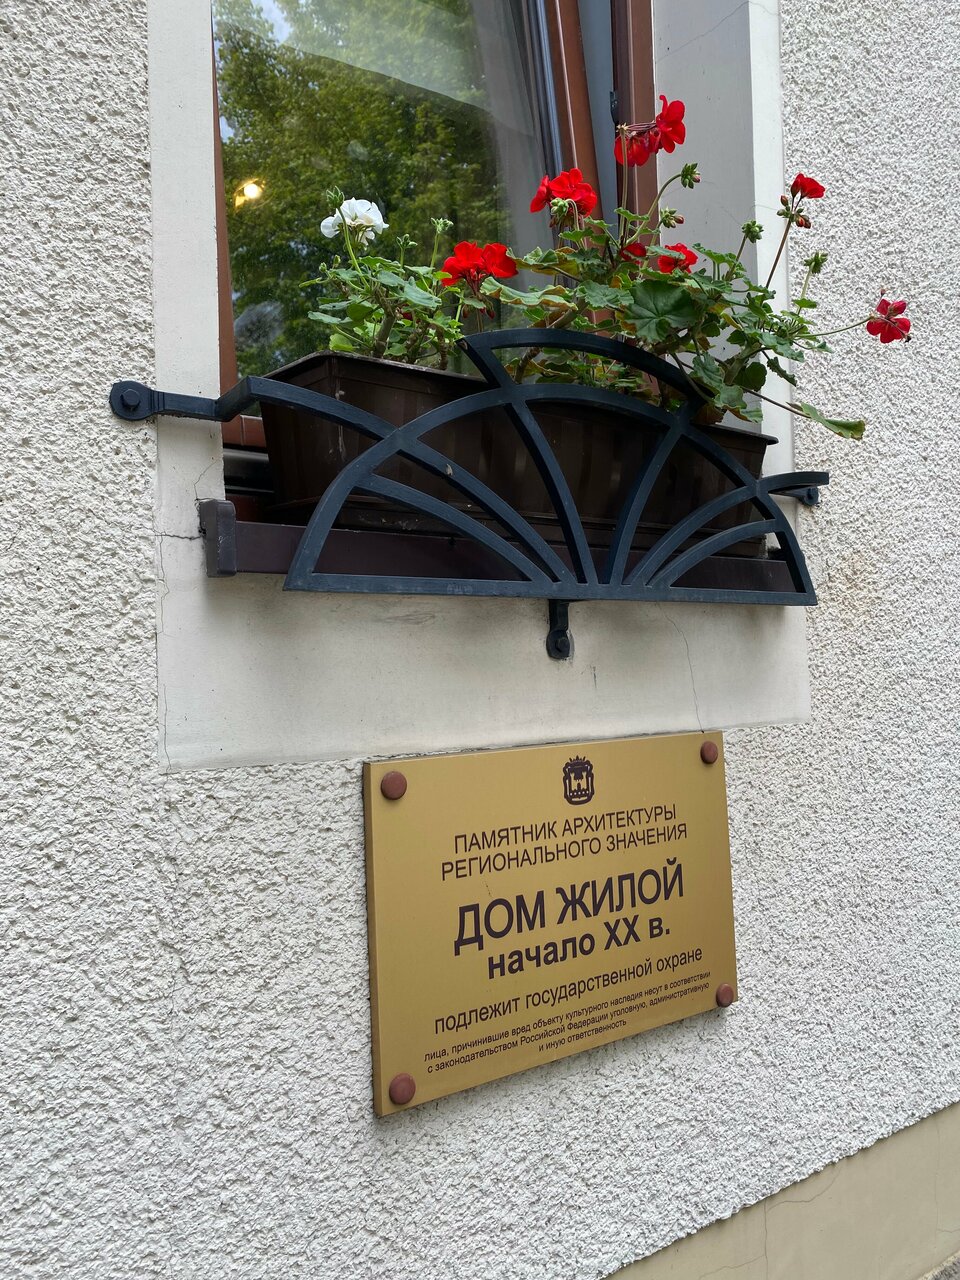 ПАМЯТНИК АРХИТЕКТУРЫ
РЕГИОНАЛЬНОГО ЗНАЧЕНИЯ
ДОМ ЖИЛОЙ
начало XX в.
подлежит государственной охране
лица, причинившие вред объекту культурного наследия несут в соответствии
с законодательством Российской Федерации уголовную, административную
и иную ответственность